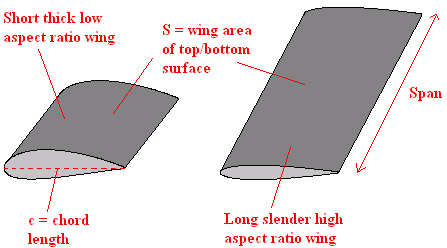 Short thick low
aspect ratio wing
S = wing area
of top/bottom
surface
Span
c = chord
length
Long slender high
aspect ratio wing